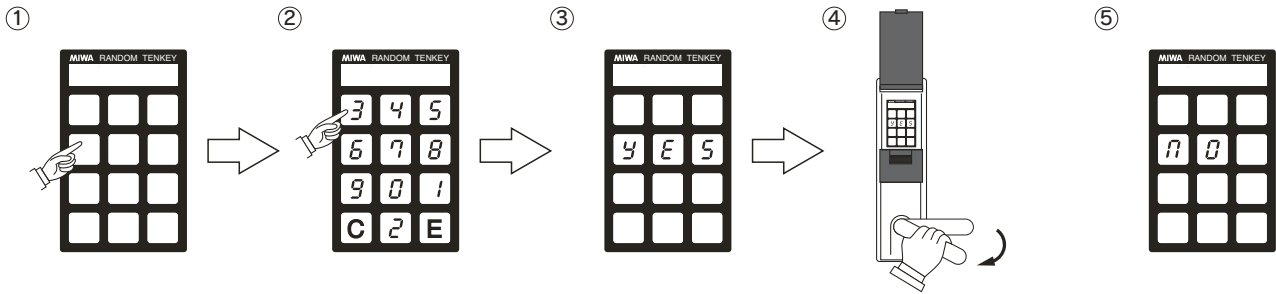 ① ② ③ ④ ⑤
MIWA RANDOM TENKEY
MIWA RANDOM TENKEY
3 4 5
6 7 8
9 0 1
C 2 E
MIWA RANDOM TENKEY
Y E S
Y E S
MIWA RANDOM TENKEY
N O